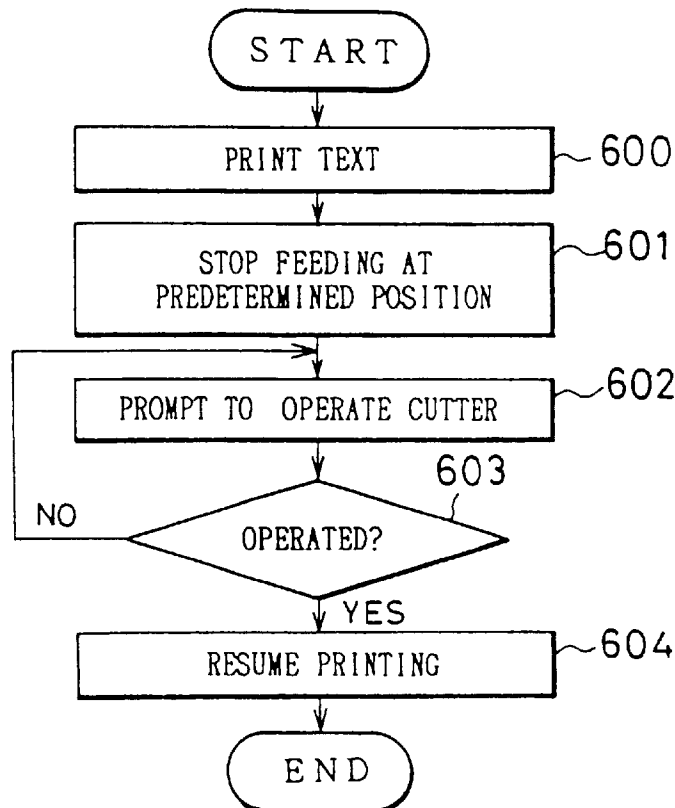 START
PRINT TEXT
600
STOP FEEDING AT
PREDETERMINED POSITION
601
PROMPT TO OPERATE CUTTER
602
603
OPERATED?
NO
YES
RESUME PRINTING
604
END